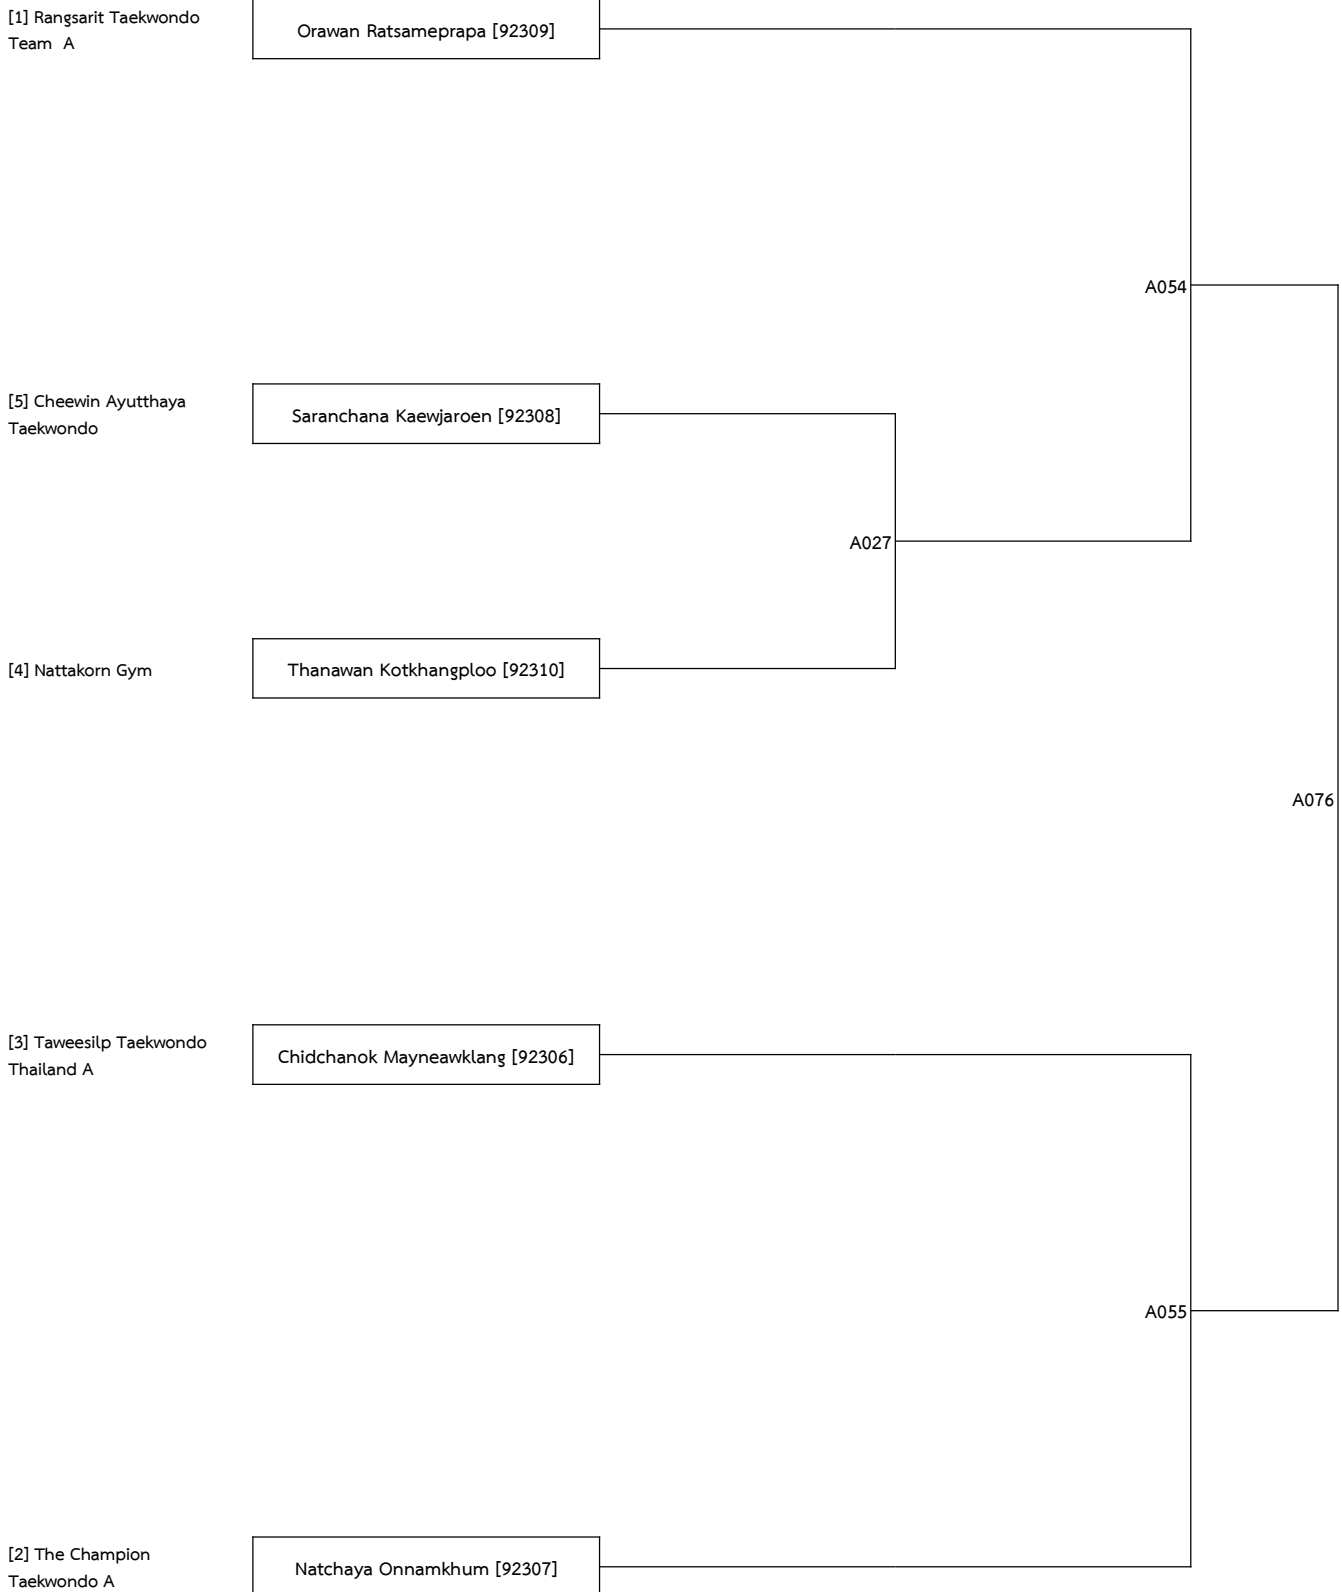 [1] Rangsarit Taekwondo
Team  A
Orawan Ratsameprapa [92309]
A054
[5] Cheewin Ayutthaya
Taekwondo
Saranchana Kaewjaroen [92308]
A027
[4] Nattakorn Gym
Thanawan Kotkhangploo [92310]
A076
[3] Taweesilp Taekwondo
Thailand A
Chidchanok Mayneawklang [92306]
A055
[2] The Champion
Taekwondo A
Natchaya Onnamkhum [92307]